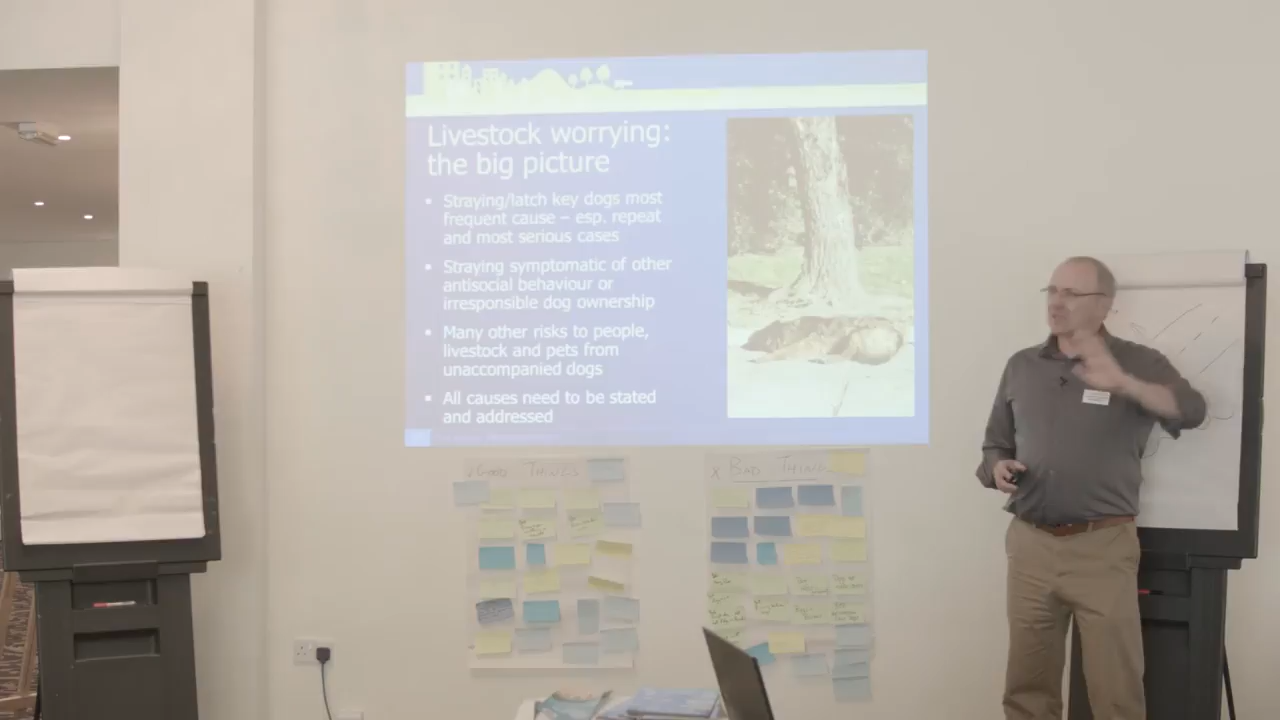 Livestock worrying:
the big picture
▪ Straying/latch key dogs most
frequent cause – esp. repeat
and most serious cases
▪ Straying symptomatic of other
antisocial behaviour or
irresponsible dog ownership
▪ Many other risks to people,
livestock and pets from
unaccompanied dogs
▪ All causes need to be stated
and addressed
✓ GOOD THINGS
X BAD THINGS